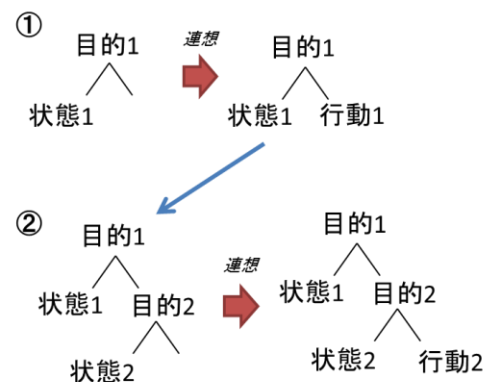 ①
目的1
連想
目的1
状態1
状態1 行動1
②
目的1
連想
目的1
状態1 目的2
状態1 目的2
状態2
状態2 行動2